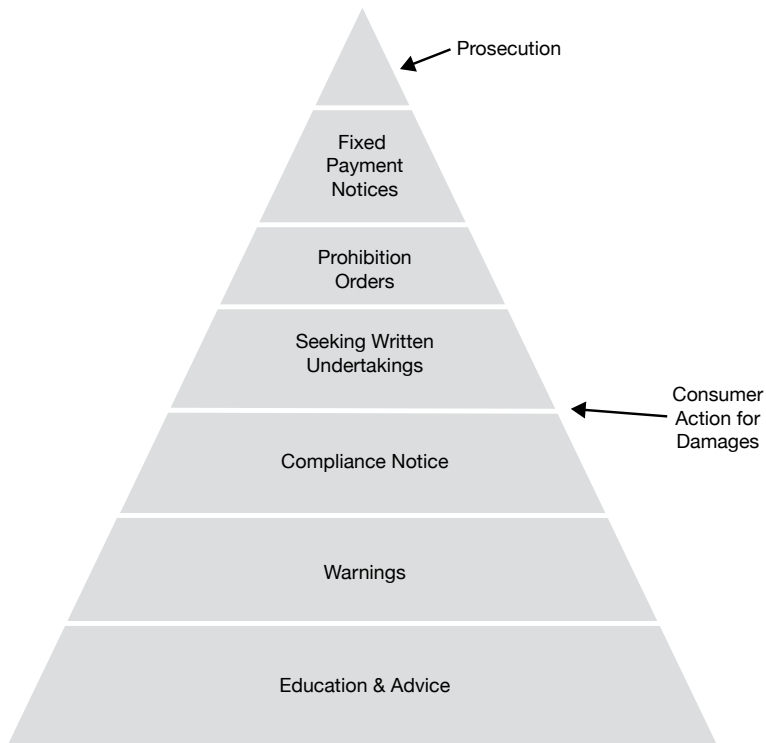 Prosecution
Fixed
Payment
Notices
Prohibition
Orders
Seeking Written
Undertakings
Consumer
Action for
Damages
Compliance Notice
Warnings
Education & Advice